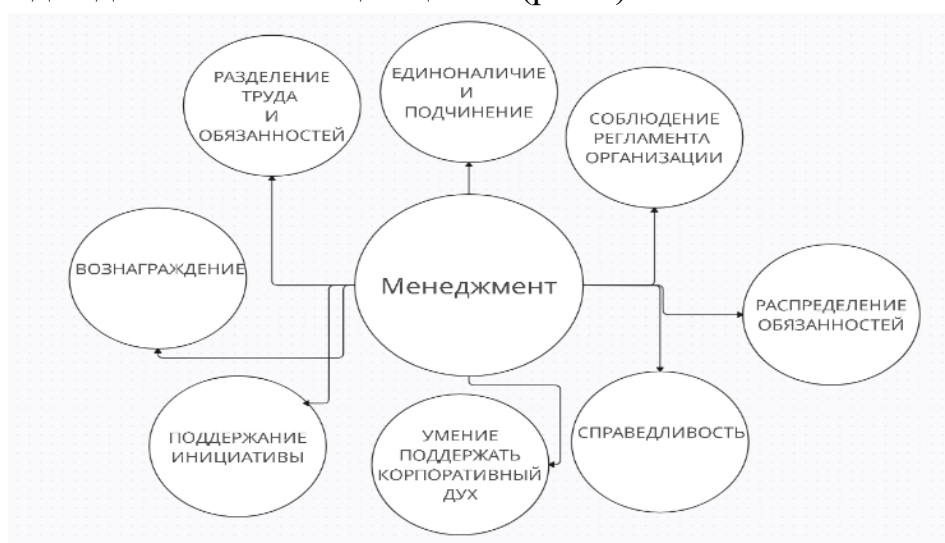 РАЗДЕЛЕНИЕ
ТРУДА
И
ОБЯЗАННОСТЕЙ
ЕДИНОНАЛИЧИЕ
И
ПОДЧИНЕНИЕ
СОБЛЮДЕНИЕ
РЕГЛАМЕНТА
ОРГАНИЗАЦИИ
ВОЗНАГРАЖДЕНИЕ
Менеджмент
РАСПРЕДЕЛЕНИЕ
ОБЯЗАННОСТЕЙ
ПОДДЕРЖАНИЕ
ИНИЦИАТИВЫ
УМЕНИЕ
ПОДДЕРЖАТЬ
КОРПОРАТИВНЫЙ
ДУХ
СПРАВЕДЛИВОСТЬ